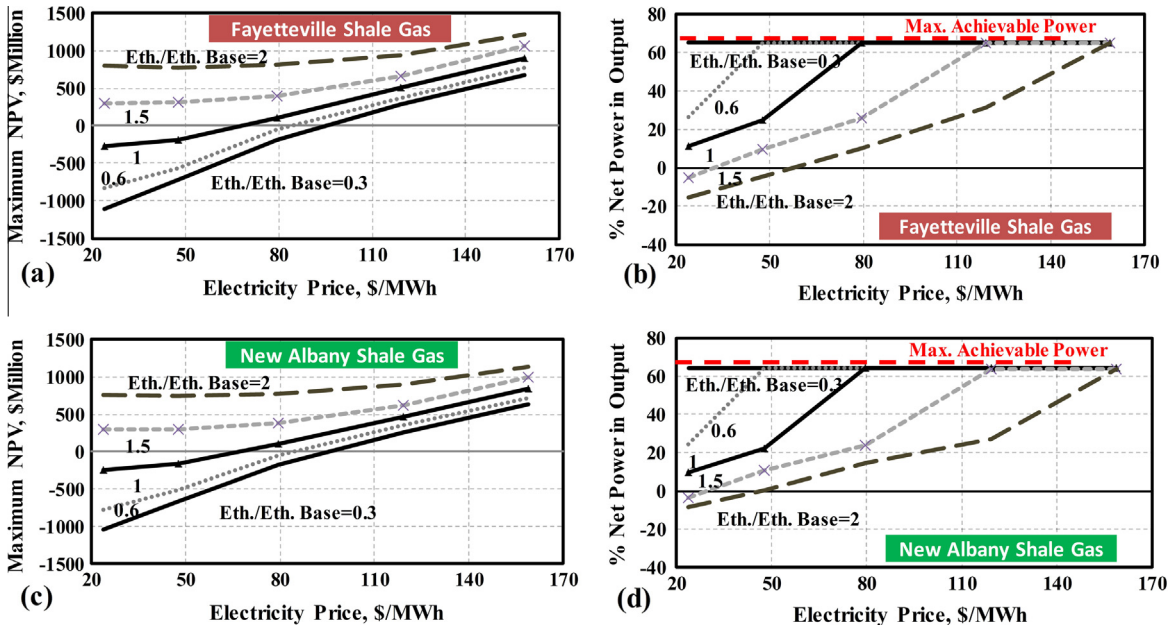 (a)
Maximum NPV, $Million
1500
1000
500
0
-500
-1000
-1500
Fayetteville Shale Gas
Eth./Eth. Base=2
1.5
1
0.6
Eth./Eth. Base=0.3
20 50 80 110 140 170
Electricity Price, $/MWh
(b)
% Net Power in Output
80
60
40
20
0
-20
-40
Max. Achievable Power
Eth./Eth. Base=0.3
0.6
1
1.5
Eth./Eth. Base=2
Fayetteville Shale Gas
20 50 80 110 140 170
Electricity Price, $/MWh
(c)
Maximum NPV, $Million
1500
1000
500
0
-500
-1000
-1500
New Albany Shale Gas
Eth./Eth. Base=2
1.5
1
0.6
Eth./Eth. Base=0.3
20 50 80 110 140 170
Electricity Price, $/MWh
(d)
% Net Power in Output
80
60
40
20
0
-20
-40
Max. Achievable Power
Eth./Eth. Base=0.3
0.6
1
1.5
Eth./Eth. Base=2
New Albany Shale Gas
20 50 80 110 140 170
Electricity Price, $/MWh